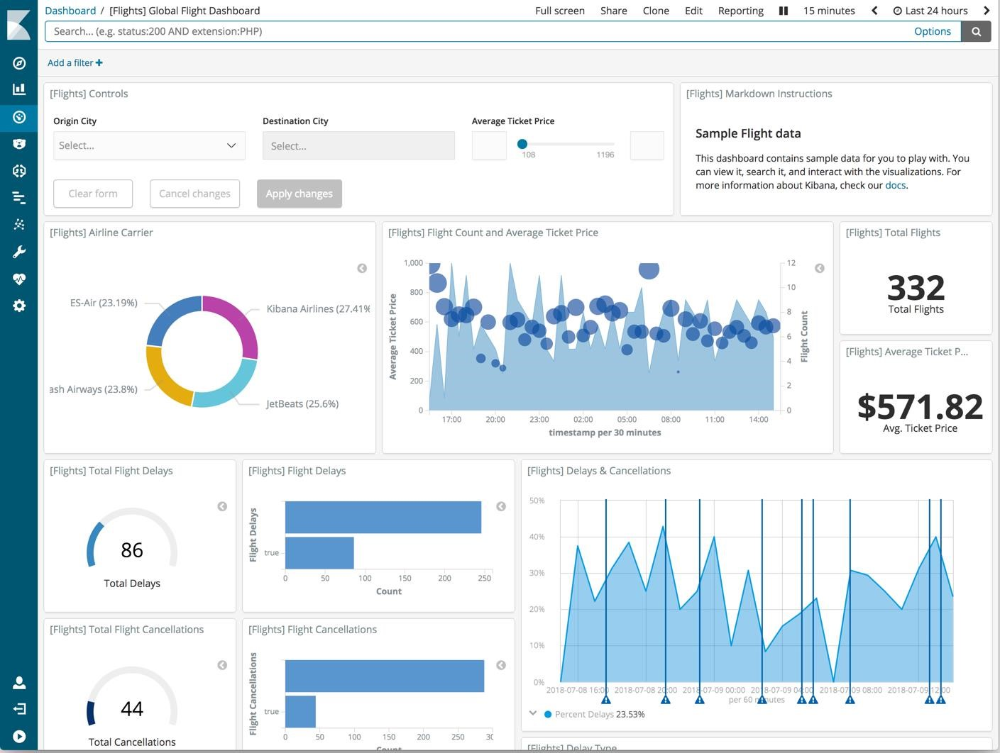 Dashboard / [Flights] Global Flight Dashboard
Full screen Share Clone Edit Reporting 15 minutes Last 24 hours
Search... (e.g. status:200 AND extension:PHP)
Options
Add a filter
[Flights] Controls
Origin City
Select...
Destination City
Select...
Average Ticket Price
108 1196
Clear form
Cancel changes
Apply changes
[Flights] Markdown Instructions
Sample Flight data
This dashboard contains sample data for you to play with. You
can view it, search it, and interact with the visualizations. For
more information about Kibana, check our docs.
[Flights] Airline Carrier
ES-Air (23.19%)
Kibana Airlines (27.41%
ash Airways (23.8%)
JetBeats (25.6%)
[Flights] Flight Count and Average Ticket Price
Average Ticket Price
1,000
800
600
400
200
0
12
10
8
6
4
2
0
Flight Count
17:00 20:00 23:00 02:00 05:00 08:00 11:00 14:00
timestamp per 30 minutes
[Flights] Total Flights
332
Total Flights
[Flights] Average Ticket P...
$571.82
Avg. Ticket Price
[Flights] Total Flight Delays
86
Total Delays
[Flights] Flight Delays
Flight Delays
true
0 50 100 150 200 250
Count
[Flights] Delays & Cancellations
50%
40%
30%
20%
10%
0%
2018-07-08 16:00 2018-07-08 20:00 2018-07-09 00:00 2018-07-09 04:00 2018-07-09 08:00 2018-07-09 12:00
per 60 minutes
Percent Delays 23.53%
[Flights] Total Flight Cancellations
44
Total Cancellations
[Flights] Flight Cancellations
Flight Cancellations
true
0 50 100 150 200 250 30
Count
[Flights] Delay Type